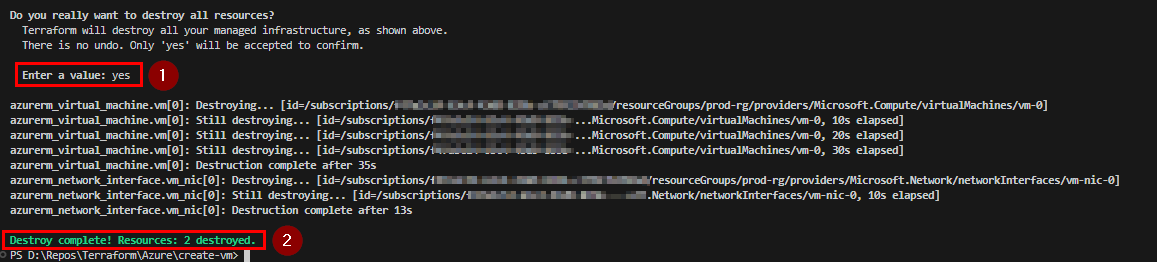 Do you really want to destroy all resources?
Terraform will destroy all your managed infrastructure, as shown above.
There is no undo. Only 'yes' will be accepted to confirm.
Enter a value: yes
1
azurerm_virtual_machine.vm[0]: Destroying... [id=/subscriptions/ /resourceGroups/prod-rg/providers/Microsoft.Compute/virtualMachines/vm-0]
azurerm_virtual_machine.vm[0]: Still destroying... [id=/subscriptions/ ...Microsoft.Compute/virtualMachines/vm-0, 10s elapsed]
azurerm_virtual_machine.vm[0]: Still destroying... [id=/subscriptions/ ...Microsoft.Compute/virtualMachines/vm-0, 20s elapsed]
azurerm_virtual_machine.vm[0]: Still destroying... [id=/subscriptions/ ...Microsoft.Compute/virtualMachines/vm-0, 30s elapsed]
azurerm_virtual_machine.vm[0]: Destruction complete after 35s
azurerm_network_interface.vm_nic[0]: Destroying... [id=/subscriptions/ /resourceGroups/prod-rg/providers/Microsoft.Network/networkInterfaces/vm-nic-0]
azurerm_network_interface.vm_nic[0]: Still destroying... [id=/subscriptions/ .Network/networkInterfaces/vm-nic-0, 10s elapsed]
azurerm_network_interface.vm_nic[0]: Destruction complete after 13s
Destroy complete! Resources: 2 destroyed.
2
PS D:\Repos\Terraform\Azure\create-vm>